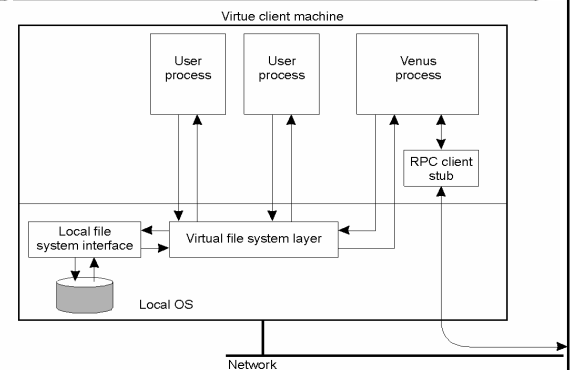 Virtue client machine
User
process
User
process
Venus
process
RPC client
stub
Local file
system interface
Virtual file system layer
Local OS
Network